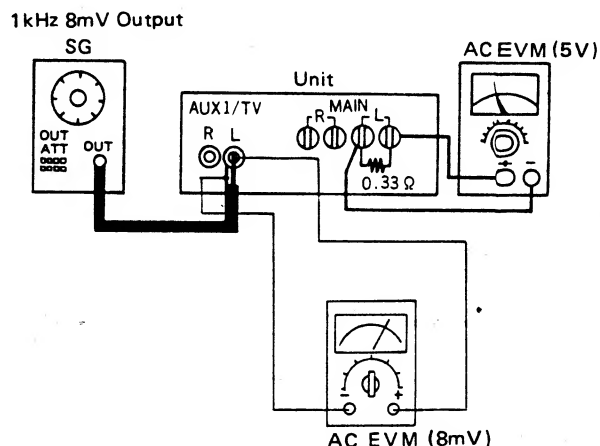 1kHz 8mV Output
SG
OUT
ATT
OUT
Unit
AUX1/TV
R L
MAIN
R L
0.33 Ω
AC EVM (5V)
+ -
- +
AC EVM (8mV)